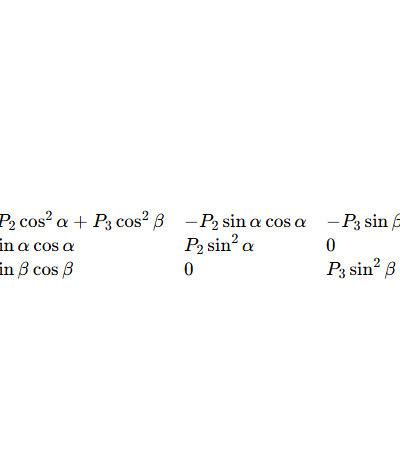 P₂ cos² α + P₃ cos² β −P₂ sin α cos α −P₃ sin β
in α cos α P₂ sin² α 0
in β cos β 0 P₃ sin² β